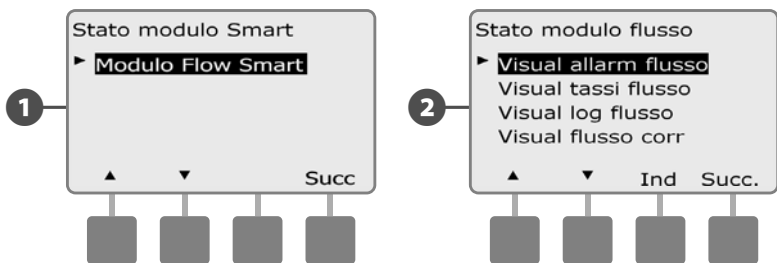 Stato modulo Smart
► Modulo Flow Smart
1
▲ ▼ Succ
Stato modulo flusso
► Visual allarm flusso
Visual tassi flusso
2
Visual log flusso
Visual flusso corr
▲ ▼ Ind Succ.